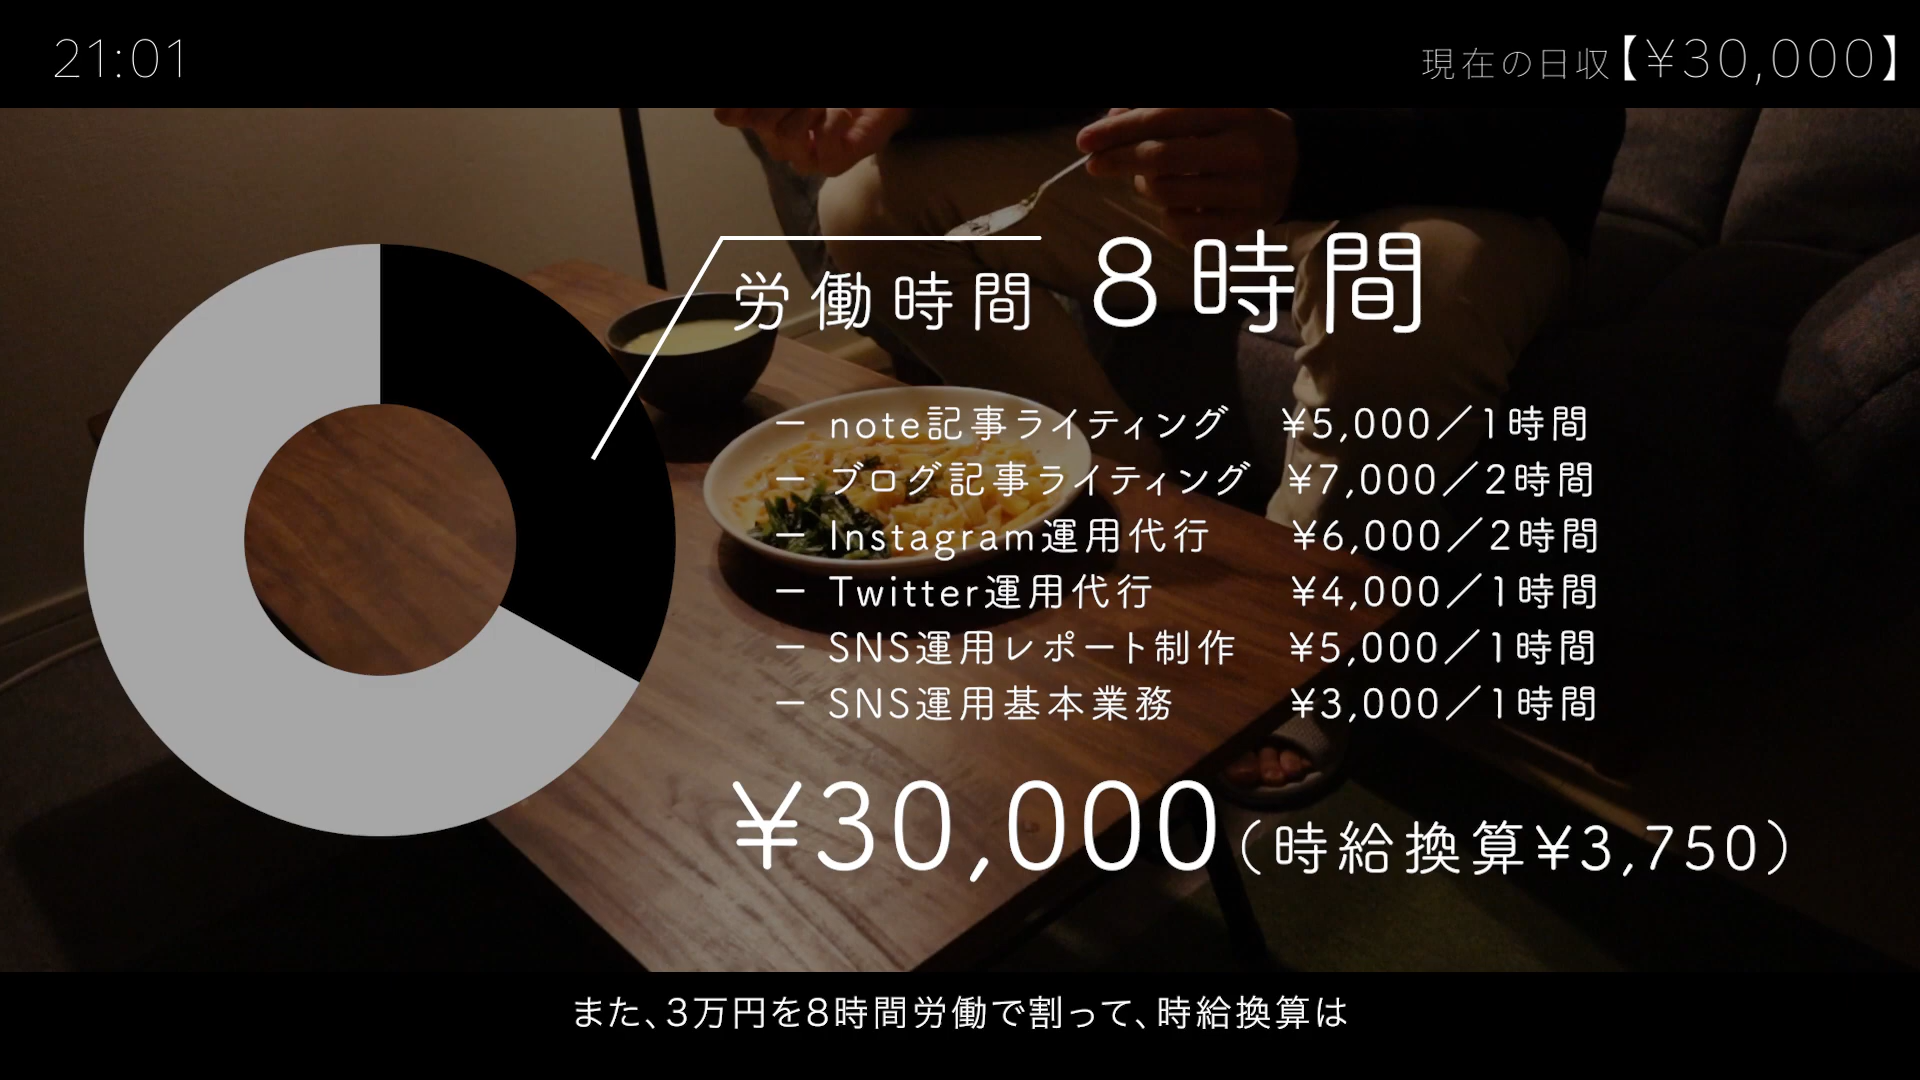 21:01
現在の日収【¥30,000】
労働時間 8時間
— note記事ライティング ¥5,000／1時間
— ブログ記事ライティング ¥7,000／2時間
— Instagram運用代行 ¥6,000／2時間
— Twitter運用代行 ¥4,000／1時間
— SNS運用レポート制作 ¥5,000／1時間
— SNS運用基本業務 ¥3,000／1時間
¥30,000（時給換算¥3,750）
また、3万円を8時間労働で割って、時給換算は